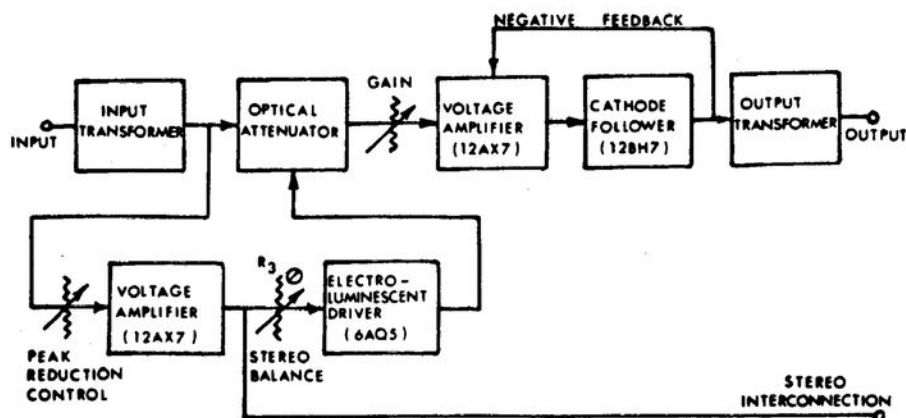 NEGATIVE FEEDBACK
INPUT
INPUT
TRANSFORMER
OPTICAL
ATTENUATOR
GAIN
VOLTAGE
AMPLIFIER
(12AX7)
CATHODE
FOLLOWER
(12BH7)
OUTPUT
TRANSFORMER
OUTPUT
PEAK
REDUCTION
CONTROL
VOLTAGE
AMPLIFIER
(12AX7)
R3
STEREO
BALANCE
ELECTRO-
LUMINESCENT
DRIVER
(6AQ5)
STEREO
INTERCONNECTION